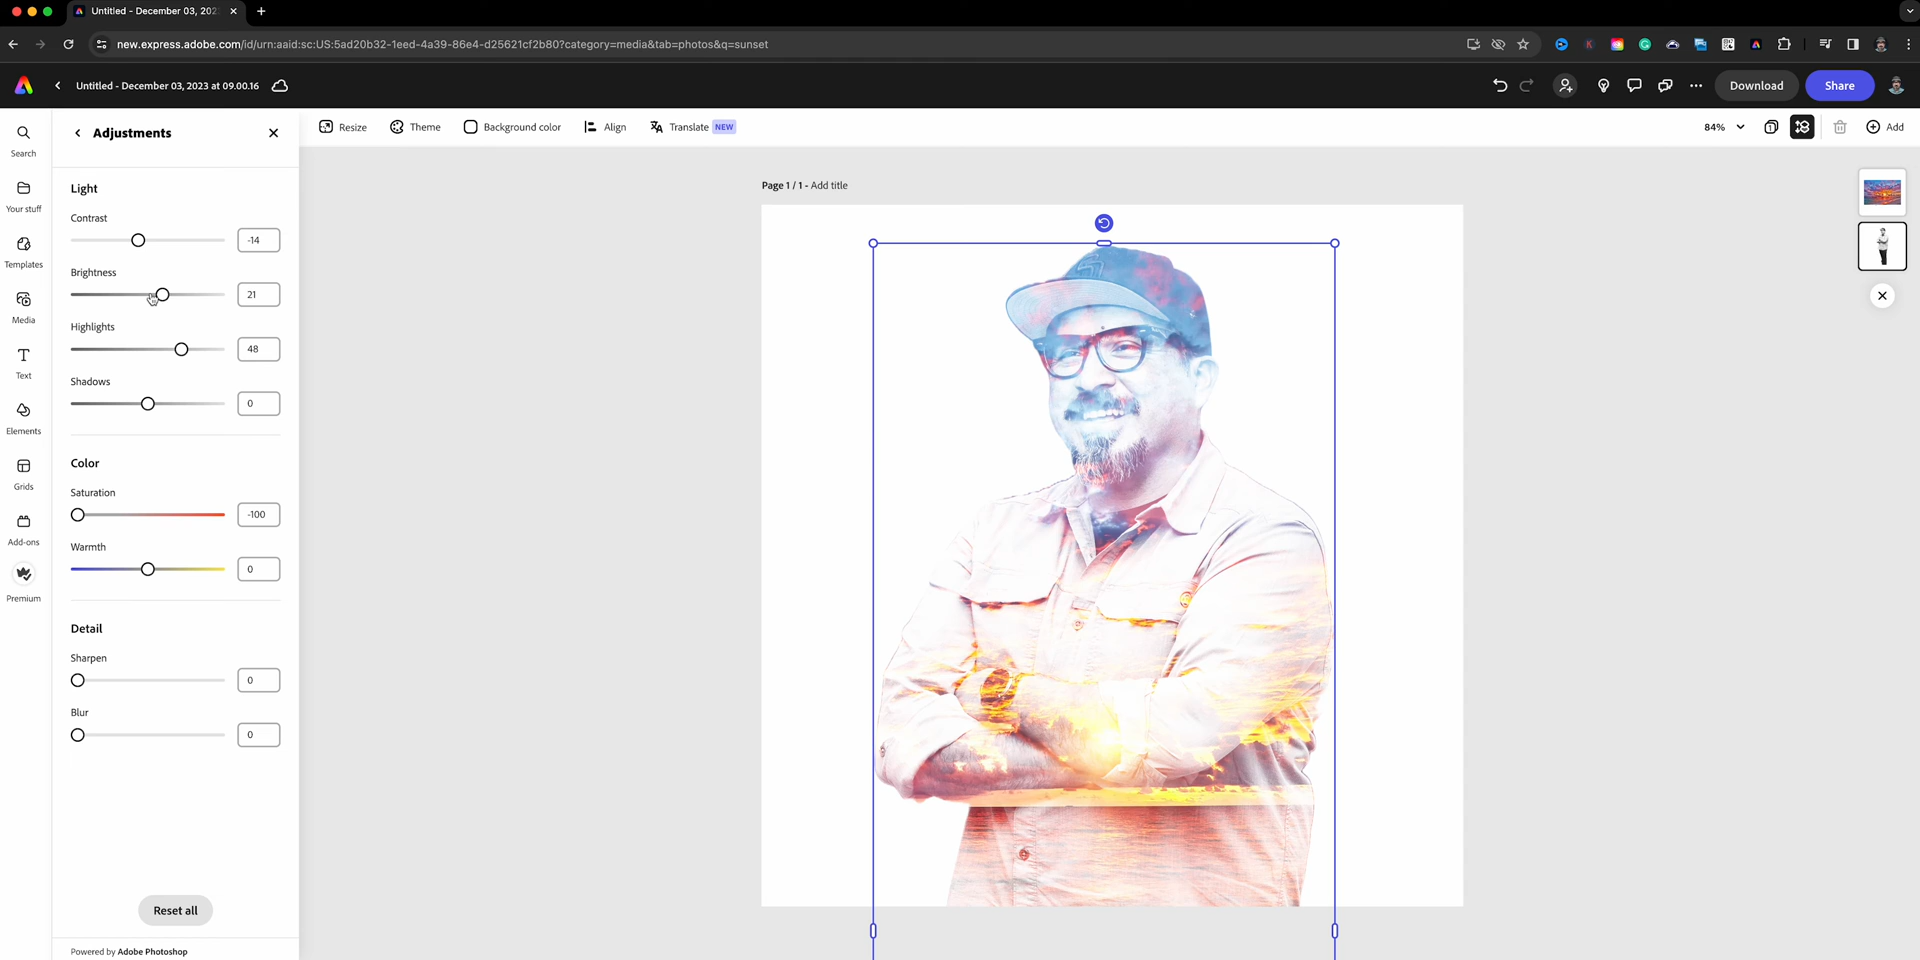 Untitled - December 03, 202
new.express.adobe.com/id/urn:aaid:sc:US:5ad20b32-1eed-4a39-86e4-d25621cf2b80?category=media&tab=photos&q=sunset
Untitled - December 03, 2023 at 09.00.16
Download
Share
Search
Your stuff
Templates
Media
Text
Elements
Grids
Add-ons
Premium
Adjustments
Light
Contrast
-14
Brightness
21
Highlights
48
Shadows
0
Color
Saturation
-100
Warmth
0
Detail
Sharpen
0
Blur
0
Reset all
Powered by Adobe Photoshop
Resize
Theme
Background color
Align
Translate NEW
84%
Add
Page 1 / 1 - Add title